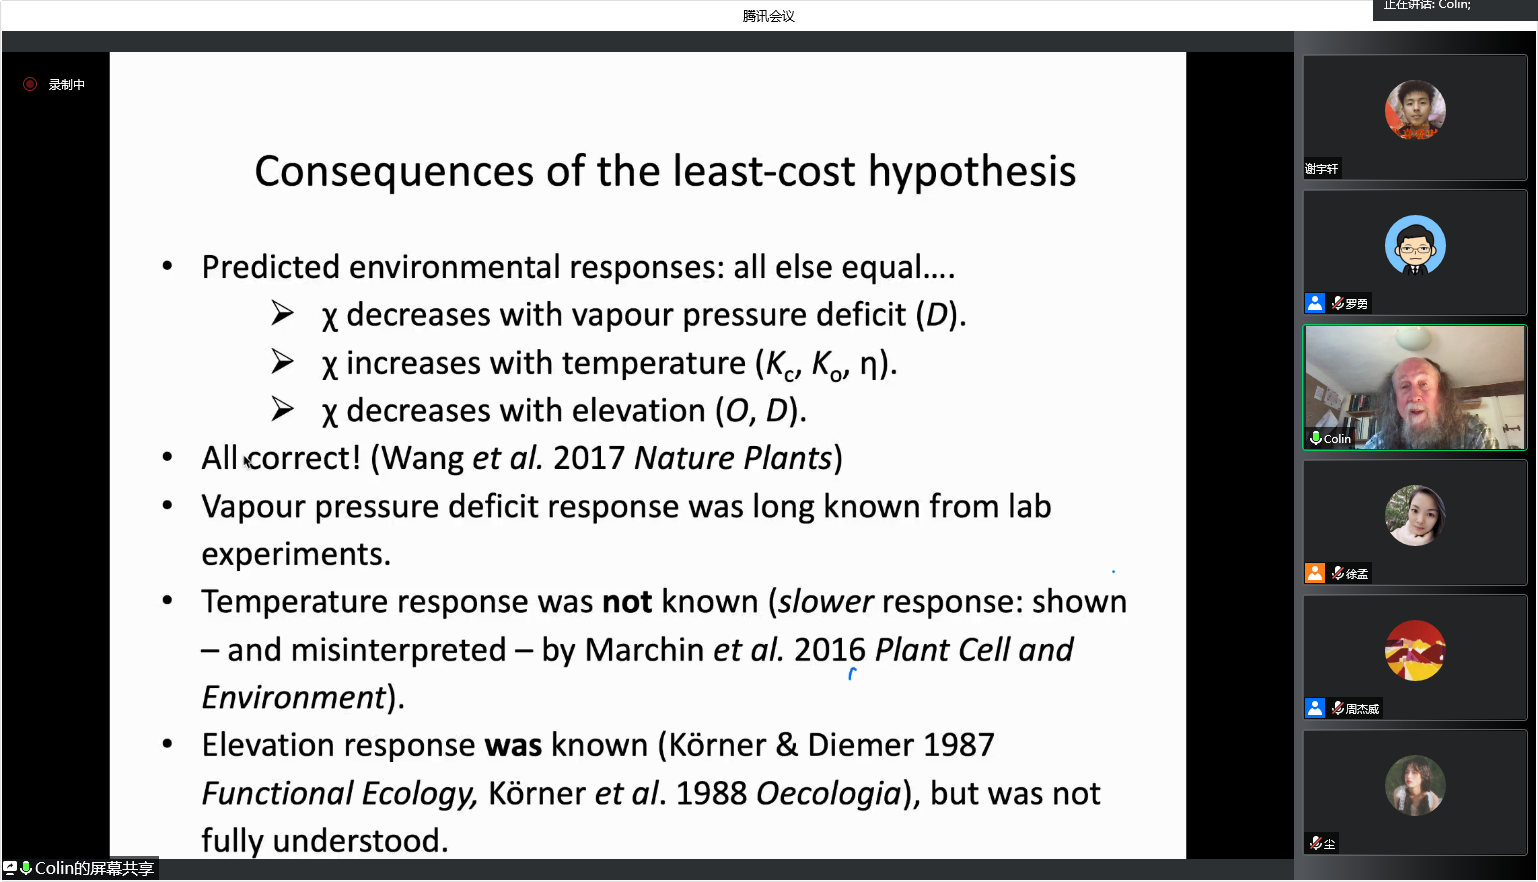 腾讯会议
正在讲话: Colin;
录制中
Consequences of the least-cost hypothesis
• Predicted environmental responses: all else equal….
➢ χ decreases with vapour pressure deficit (D).
➢ χ increases with temperature (Kc, Ko, η).
➢ χ decreases with elevation (O, D).
• All correct! (Wang et al. 2017 Nature Plants)
• Vapour pressure deficit response was long known from lab
experiments.
• Temperature response was not known (slower response: shown
– and misinterpreted – by Marchin et al. 2016 Plant Cell and
Environment).
• Elevation response was known (Körner & Diemer 1987
Functional Ecology, Körner et al. 1988 Oecologia), but was not
fully understood.
Colin的屏幕共享
谢宇轩
罗勇
Colin
徐孟
周杰威
尘